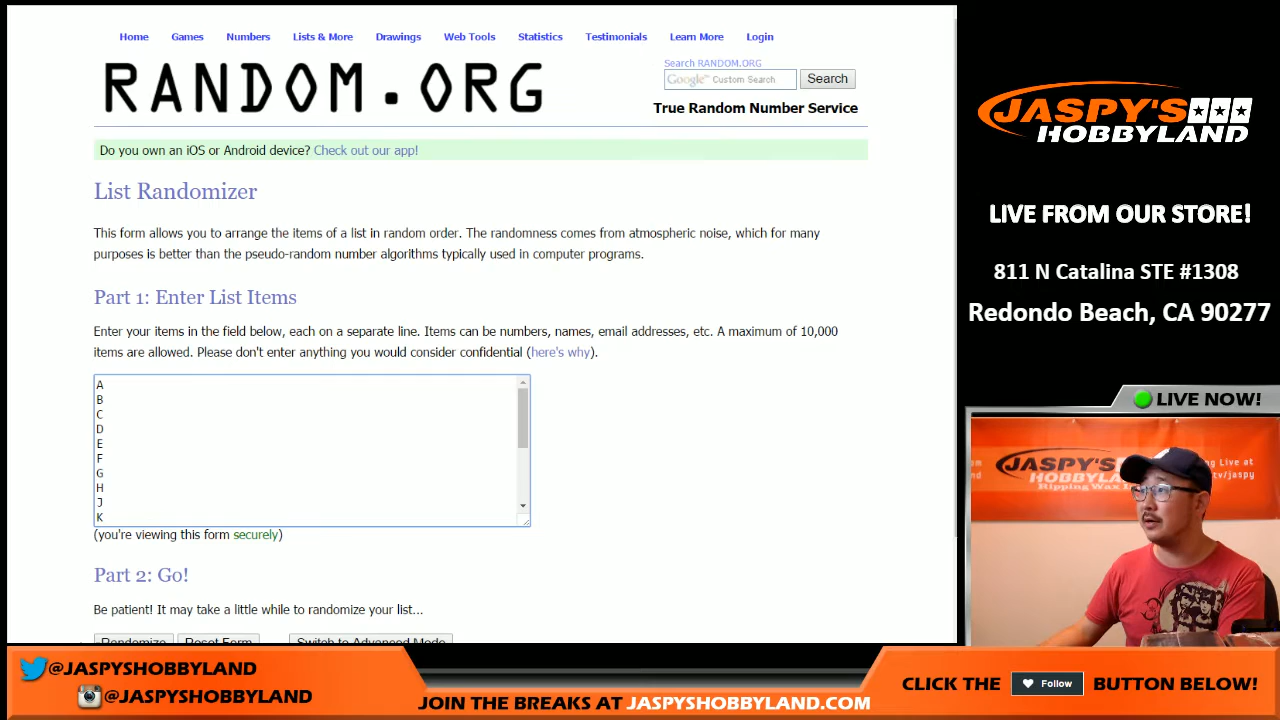 Home Games Numbers Lists & More Drawings Web Tools Statistics Testimonials Learn More Login
RANDOM.ORG
Search RANDOM.ORG
Google™ Custom Search Search
True Random Number Service
Do you own an iOS or Android device? Check out our app!
List Randomizer
This form allows you to arrange the items of a list in random order. The randomness comes from atmospheric noise, which for many
purposes is better than the pseudo-random number algorithms typically used in computer programs.
Part 1: Enter List Items
Enter your items in the field below, each on a separate line. Items can be numbers, names, email addresses, etc. A maximum of 10,000
items are allowed. Please don't enter anything you would consider confidential (here's why).
A
B
C
D
E
F
G
H
J
K
(you're viewing this form securely)
Part 2: Go!
Be patient! It may take a little while to randomize your list...
Randomize Reset Form Switch to Advanced Mode
JASPY'S
HOBBYLAND
LIVE FROM OUR STORE!
811 N Catalina STE #1308
Redondo Beach, CA 90277
LIVE NOW!
JASPY'S
HOBBYLAND
Ripping Wax
ing Live at
tv/jaspy
@JASPYSHOBBYLAND
@JASPYSHOBBYLAND
JOIN THE BREAKS AT JASPYSHOBBYLAND.COM
CLICK THE Follow BUTTON BELOW!